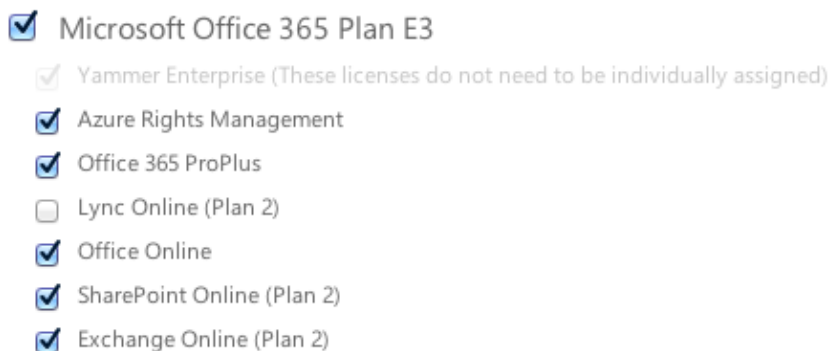 Microsoft Office 365 Plan E3
Yammer Enterprise (These licenses do not need to be individually assigned)
Azure Rights Management
Office 365 ProPlus
Lync Online (Plan 2)
Office Online
SharePoint Online (Plan 2)
Exchange Online (Plan 2)